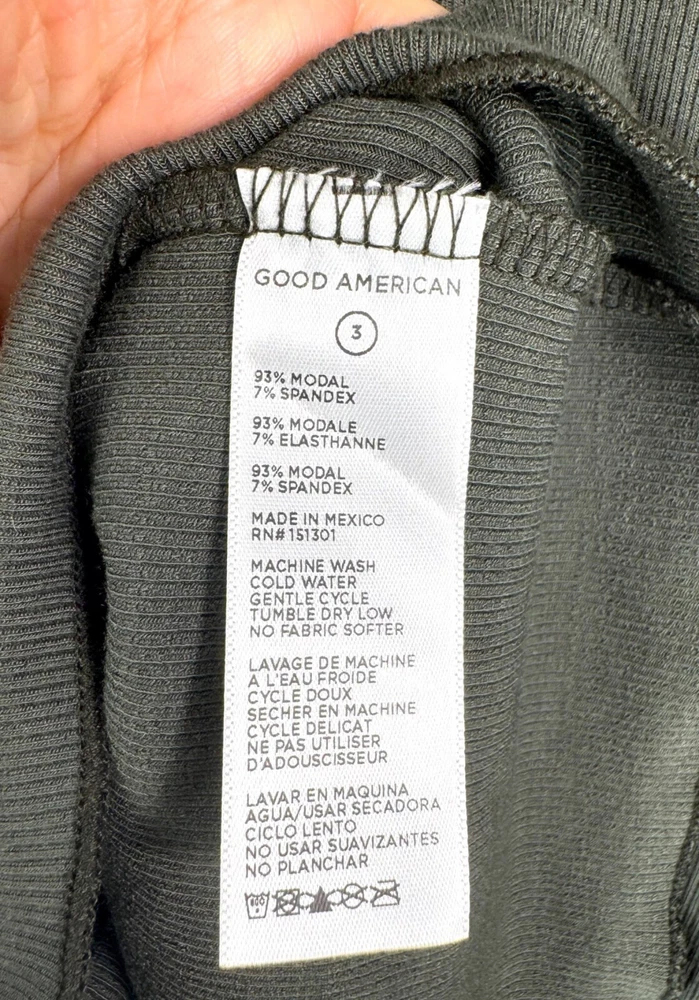 GOOD AMERICAN
3
93% MODAL
7% SPANDEX
93% MODALE
7% ELASTHANNE
93% MODAL
7% SPANDEX
MADE IN MEXICO
RN# 151301
MACHINE WASH
COLD WATER
GENTLE CYCLE
TUMBLE DRY LOW
NO FABRIC SOFTER
LAVAGE DE MACHINE
A L'EAU FROIDE
CYCLE DOUX
SECHER EN MACHINE
CYCLE DELICAT
NE PAS UTILISER
D'ADOUSCISSEUR
LAVAR EN MAQUINA
AGUA/USAR SECADORA
CICLO LENTO
NO USAR SUAVIZANTES
NO PLANCHAR